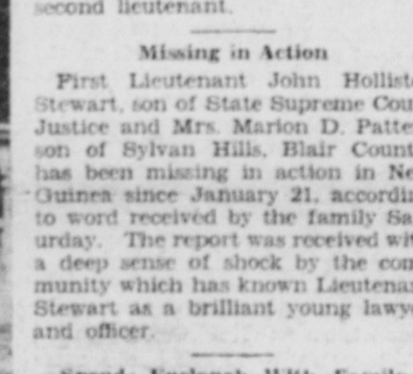 second lieutenant.
Missing in Action
First Lieutenant John Hollist
Stewart, son of State Supreme Cou
Justice and Mrs. Marion D. Patte
son of Sylvan Hills, Blair Count
has been missing in action in Ne
Guinea since January 21, accordi
to word received by the family Sa
urday. The report was received wi
a deep sense of shock by the com
munity which has known Lieutena
Stewart as a brilliant young lawy
and officer.